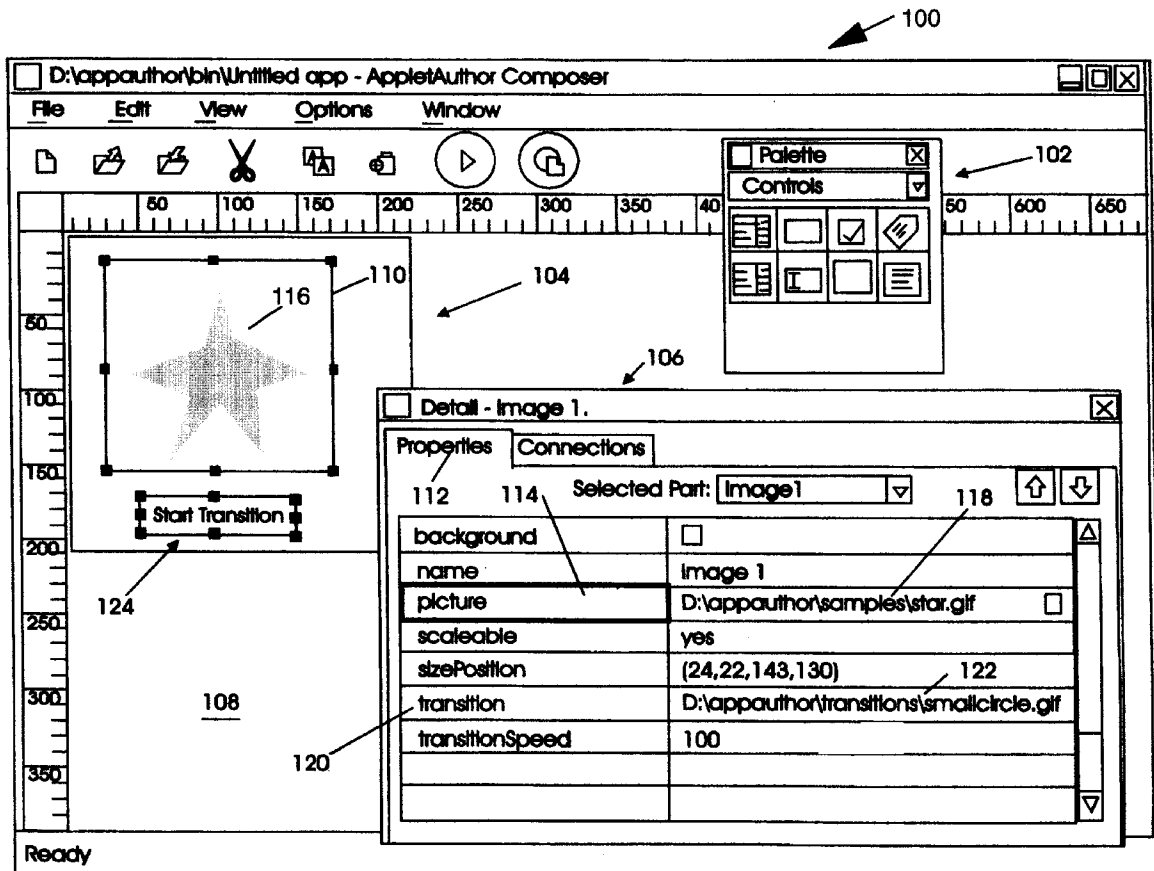 100
D:\appauthor\bin\Untitled app - AppletAuthor Composer
File Edit View Options Window
Palette
102
Controls
50 100 150 200 250 300 350 40 50 600 650
110
104
116
50
106
100
Detail - Image 1.
Properties Connections
150
112 114 Selected Part: Image1 118
Start Transition
background
200
name Image 1
124
picture D:\appauthor\samples\star.gif
250
scaleable yes
sizePosition (24,22,143,130) 122
300
108
transition D:\appauthor\transitions\smallcircle.gif
transitionSpeed 100
120
350
Ready